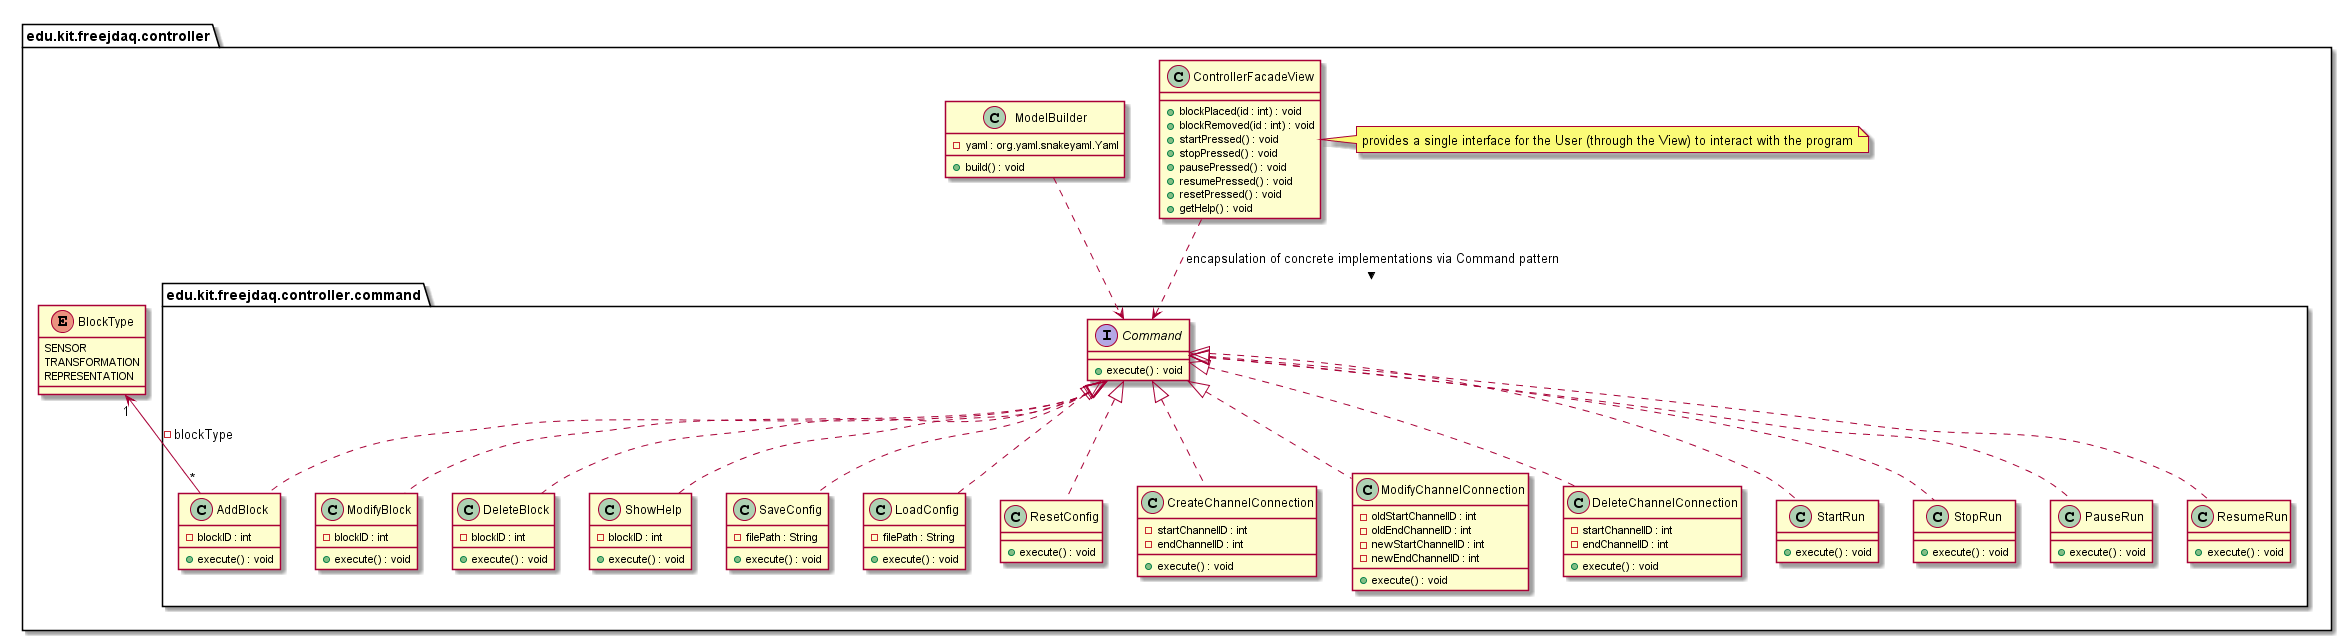 edu.kit.freejdaq.controller
C ControllerFacadeView
blockPlaced(id : int) : void
blockRemoved(id : int) : void
startPressed() : void
stopPressed() : void
pausePressed() : void
resumePressed() : void
resetPressed() : void
getHelp() : void
provides a single interface for the User (through the View) to interact with the program
C ModelBuilder
yaml : org.yaml.snakeyaml.Yaml
build() : void
encapsulation of concrete implementations via Command pattern
edu.kit.freejdaq.controller.command
E BlockType
SENSOR
TRANSFORMATION
REPRESENTATION
1
blockType
*
I Command
execute() : void
C AddBlock
blockID : int
execute() : void
C ModifyBlock
blockID : int
execute() : void
C DeleteBlock
blockID : int
execute() : void
C ShowHelp
blockID : int
execute() : void
C SaveConfig
filePath : String
execute() : void
C LoadConfig
filePath : String
execute() : void
C ResetConfig
execute() : void
C CreateChannelConnection
startChannelID : int
endChannelID : int
execute() : void
C ModifyChannelConnection
oldStartChannelID : int
oldEndChannelID : int
newStartChannelID : int
newEndChannelID : int
execute() : void
C DeleteChannelConnection
startChannelID : int
endChannelID : int
execute() : void
C StartRun
execute() : void
C StopRun
execute() : void
C PauseRun
execute() : void
C ResumeRun
execute() : void